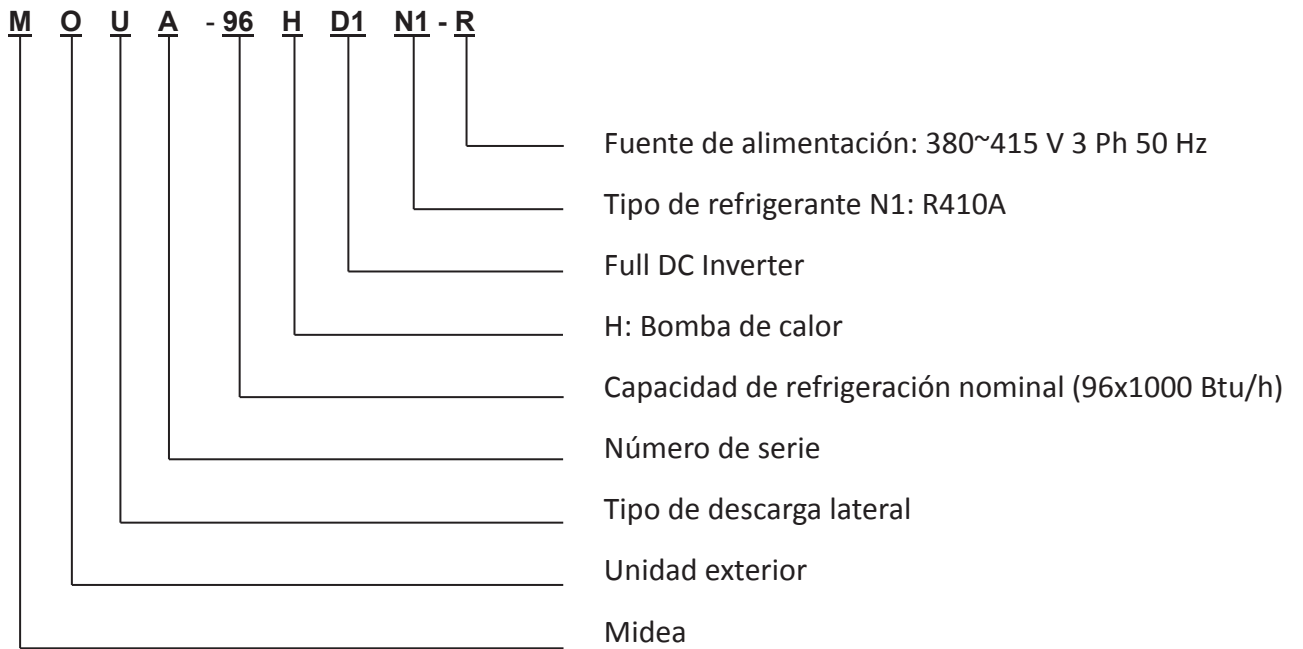 M O U A - 96 H D1 N1 - R
Fuente de alimentación: 380~415 V 3 Ph 50 Hz
Tipo de refrigerante N1: R410A
Full DC Inverter
H: Bomba de calor
Capacidad de refrigeración nominal (96x1000 Btu/h)
Número de serie
Tipo de descarga lateral
Unidad exterior
Midea